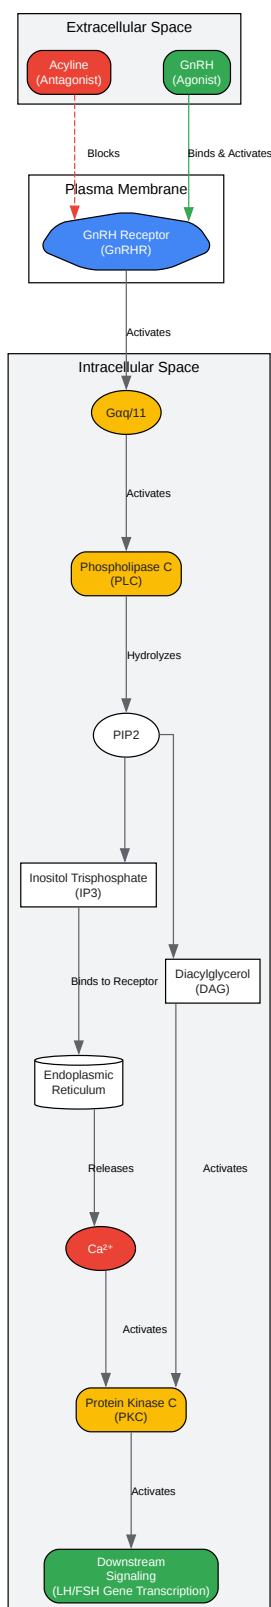 Extracellular Space
Acyline
(Antagonist)
GnRH
(Agonist)
Blocks
Binds & Activates
Plasma Membrane
GnRH Receptor
(GnRHR)
Activates
Intracellular Space
Gαq/11
Activates
Phospholipase C
(PLC)
Hydrolyzes
PIP2
Inositol Trisphosphate
(IP3)
Diacylglycerol
(DAG)
Binds to Receptor
Endoplasmic
Reticulum
Releases
Activates
Ca²⁺
Activates
Protein Kinase C
(PKC)
Activates
Downstream
Signaling
(LH/FSH Gene Transcription)